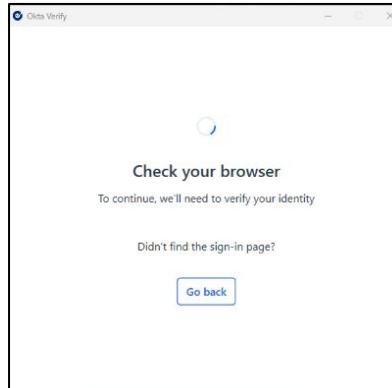 Okta Verify
Check your browser
To continue, we'll need to verify your identity
Didn't find the sign-in page?
Go back